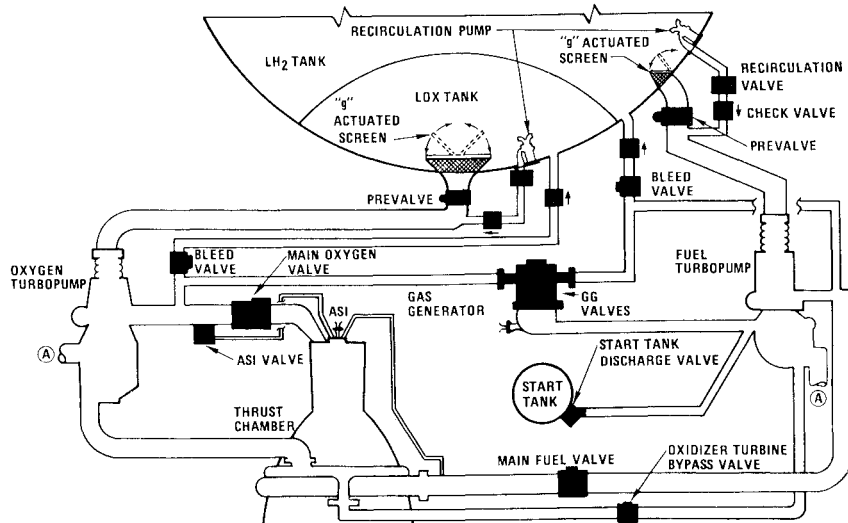 RECIRCULATION PUMP
"g" ACTUATED
SCREEN
LH2 TANK
RECIRCULATION
VALVE
LOX TANK
"g"
ACTUATED
SCREEN
CHECK VALVE
PREVALVE
PREVALVE
BLEED
VALVE
BLEED
VALVE
MAIN OXYGEN
VALVE
OXYGEN
TURBOPUMP
FUEL
TURBOPUMP
GAS
GENERATOR
GG
VALVES
ASI
ASI VALVE
A
START TANK
DISCHARGE VALVE
START
TANK
A
THRUST
CHAMBER
MAIN FUEL VALVE
OXIDIZER TURBINE
BYPASS VALVE